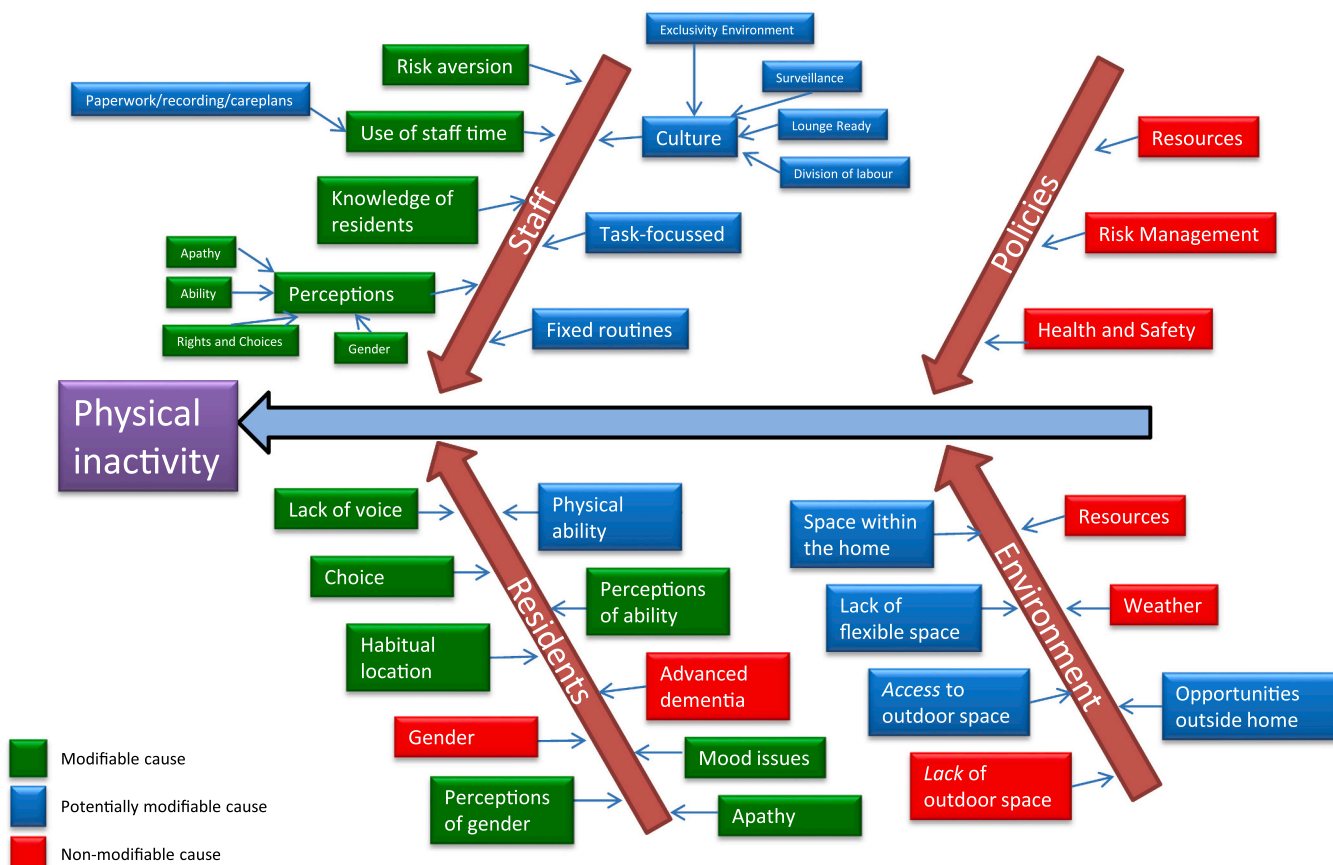 Exclusivity Environment
Risk aversion
Surveillance
Paperwork/recording/careplans
Use of staff time
Culture
Lounge Ready
Resources
Division of labour
Knowledge of
residents
Staff
Task-focussed
Policies
Risk Management
Apathy
Ability
Perceptions
Rights and Choices
Gender
Fixed routines
Health and Safety
Physical
inactivity
Lack of voice
Physical
ability
Space within
the home
Resources
Choice
Perceptions
of ability
Residents
Lack of
flexible space
Environment
Weather
Habitual
location
Advanced
dementia
Access to
outdoor space
Opportunities
outside home
Gender
Mood issues
Lack of
outdoor space
Perceptions
of gender
Apathy
Modifiable cause
Potentially modifiable cause
Non-modifiable cause